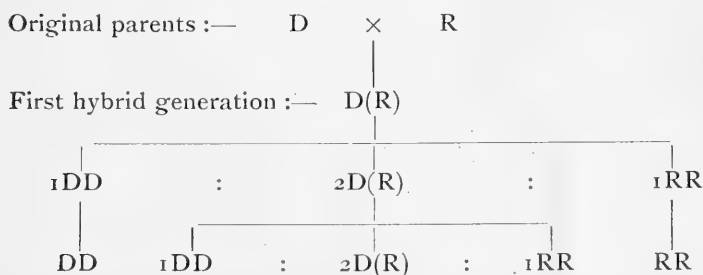 Original parents :— D × R
First hybrid generation :— D(R)
1DD : 2D(R) : 1RR
DD 1DD : 2D(R) : 1RR RR